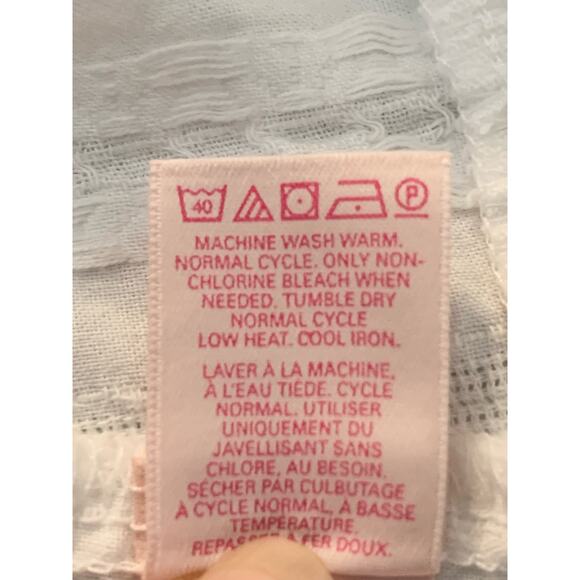 40 P
MACHINE WASH WARM.
NORMAL CYCLE. ONLY NON-
CHLORINE BLEACH WHEN
NEEDED. TUMBLE DRY
NORMAL CYCLE
LOW HEAT. COOL IRON.
LAVER À LA MACHINE,
À L'EAU TIÈDE. CYCLE
NORMAL. UTILISER
UNIQUEMENT DU
JAVELLISANT SANS
CHLORE, AU BESOIN.
SÉCHER PAR CULBUTAGE
À CYCLE NORMAL, À BASSE
TEMPÉRATURE.
REPASSER À FER DOUX.